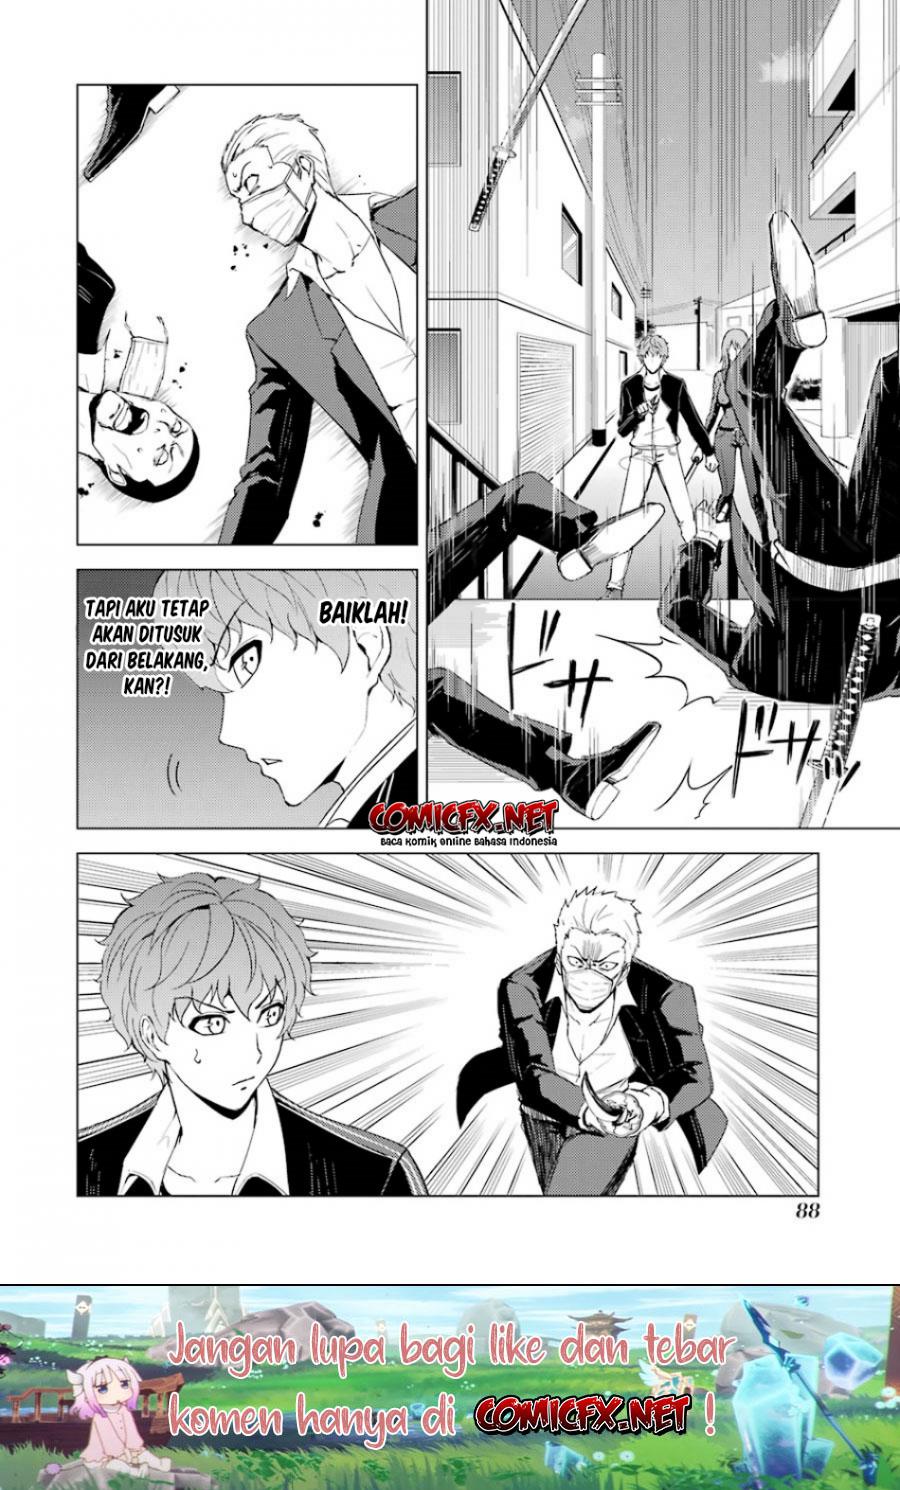 ドサ
ドサ
BAIKLAH!
TAPI AKU TETAP
AKAN DITUSUK
DARI BELAKANG,
KAN?!
COMICFX.NET
BACA KOMIK ONLINE BAHASA INDONESIA
88
Jangan lupa bagi like dan tebar
komen hanya di COMICFX.NET !